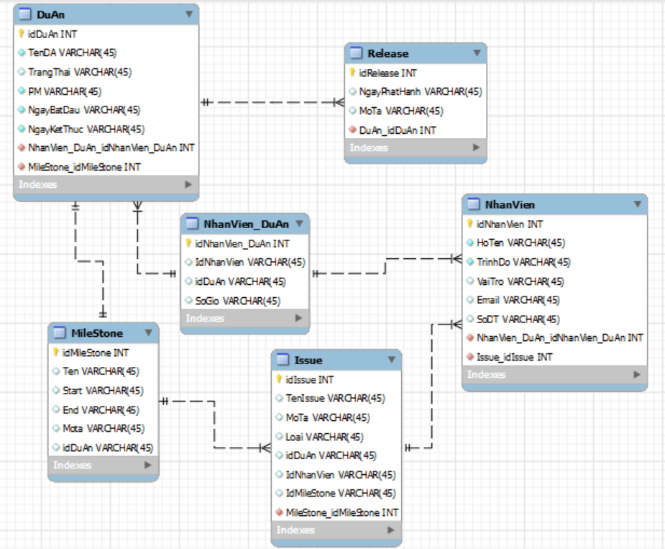 DuAn
idDuAn INT
TenDA VARCHAR(45)
TrangThai VARCHAR(45)
PM VARCHAR(45)
NgayBatDau VARCHAR(45)
NgayKetThuc VARCHAR(45)
NhanVien_DuAn_idNhanVien_DuAn INT
MileStone_idMileStone INT
Indexes
Release
idRelease INT
NgayPhatHanh VARCHAR(45)
MoTa VARCHAR(45)
DuAn_idDuAn INT
Indexes
NhanVien_DuAn
idNhanVien_DuAn INT
IdNhanVien VARCHAR(45)
idDuAn VARCHAR(45)
SoGio VARCHAR(45)
Indexes
NhanVien
idNhanVien INT
HoTen VARCHAR(45)
TrinhDo VARCHAR(45)
VaiTro VARCHAR(45)
Email VARCHAR(45)
SoDT VARCHAR(45)
NhanVien_DuAn_idNhanVien_DuAn INT
Issue_idIssue INT
Indexes
MileStone
idMileStone INT
Ten VARCHAR(45)
Start VARCHAR(45)
End VARCHAR(45)
Mota VARCHAR(45)
idDuAn VARCHAR(45)
Indexes
Issue
idIssue INT
TenIssue VARCHAR(45)
MoTa VARCHAR(45)
Loai VARCHAR(45)
idDuAn VARCHAR(45)
IdNhanVien VARCHAR(45)
IdMileStone VARCHAR(45)
MileStone_idMileStone INT
Indexes